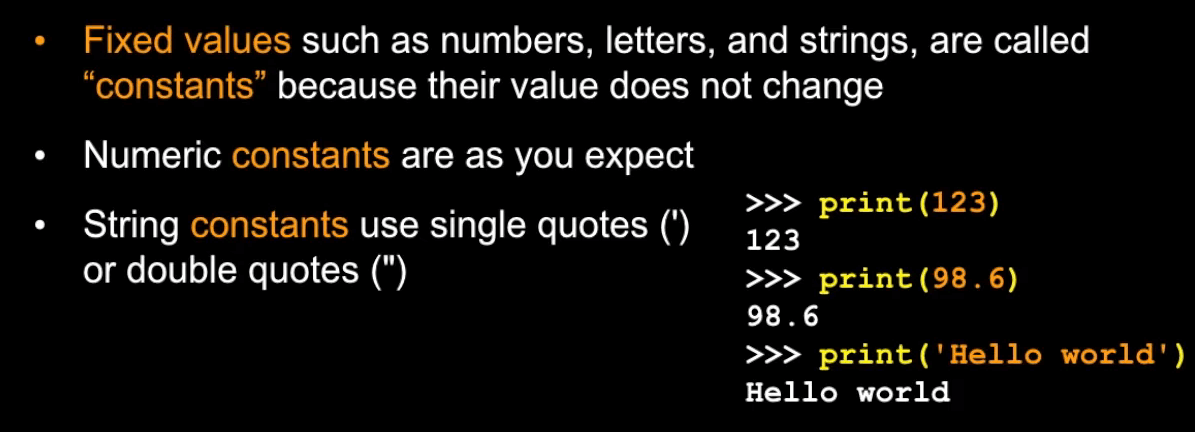 • Fixed values such as numbers, letters, and strings, are called
“constants” because their value does not change
• Numeric constants are as you expect
• String constants use single quotes (')
or double quotes (")
>>> print(123)
123
>>> print(98.6)
98.6
>>> print('Hello world')
Hello world